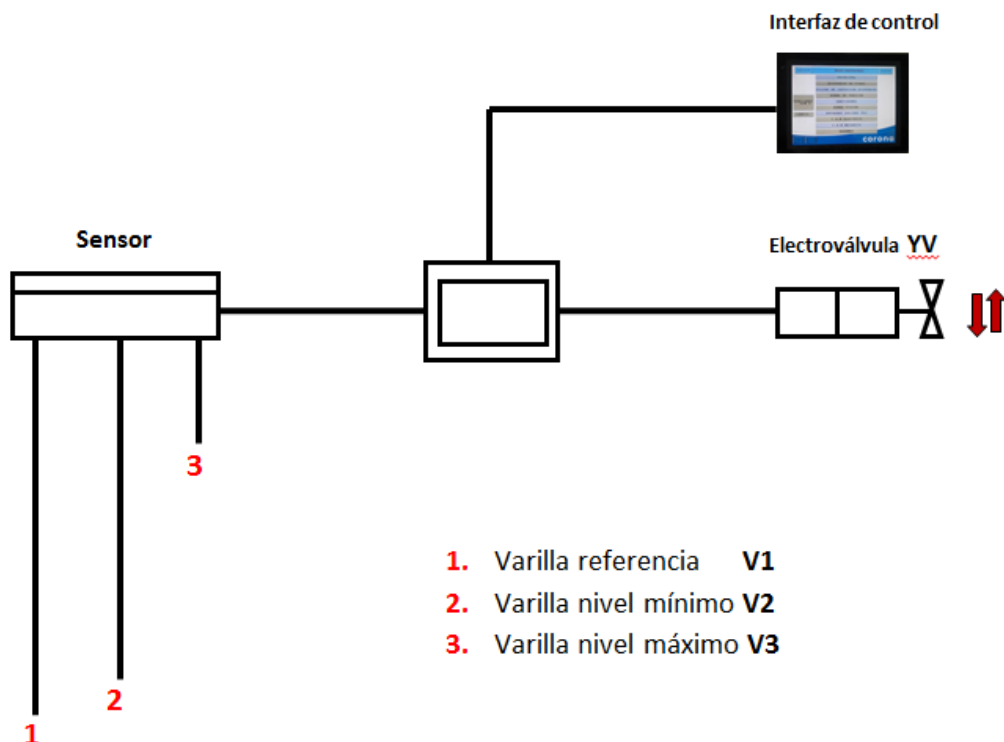 Interfaz de control
corona
Sensor
Electroválvula YV
3
2
1
1. Varilla referencia V1
2. Varilla nivel mínimo V2
3. Varilla nivel máximo V3